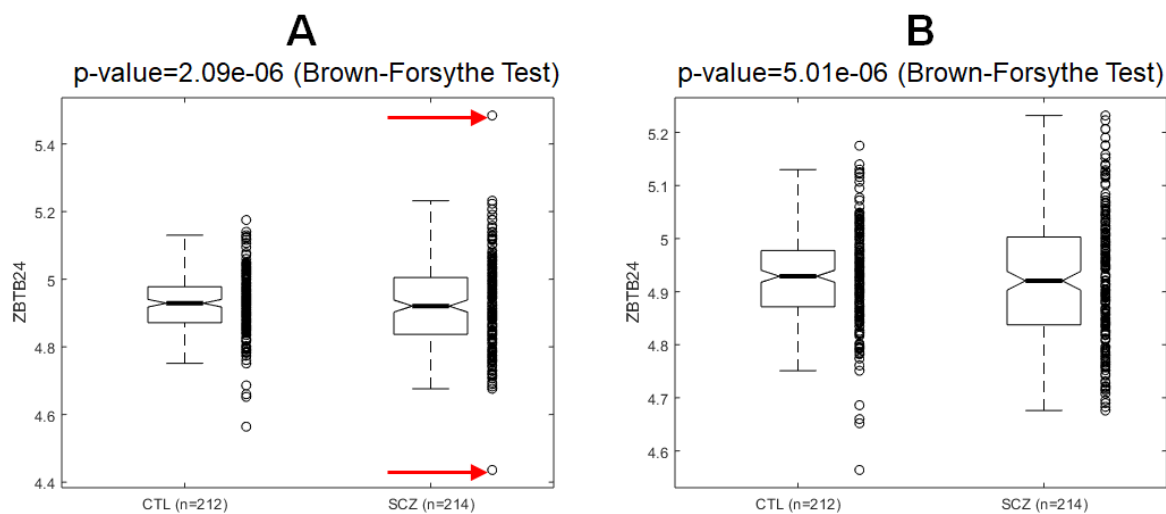 A
p-value=2.09e-06 (Brown-Forsythe Test)
ZBTB24
5.4
5.2
5
4.8
4.6
4.4
CTL (n=212)
SCZ (n=214)
B
p-value=5.01e-06 (Brown-Forsythe Test)
ZBTB24
5.2
5.1
5
4.9
4.8
4.7
4.6
CTL (n=212)
SCZ (n=214)